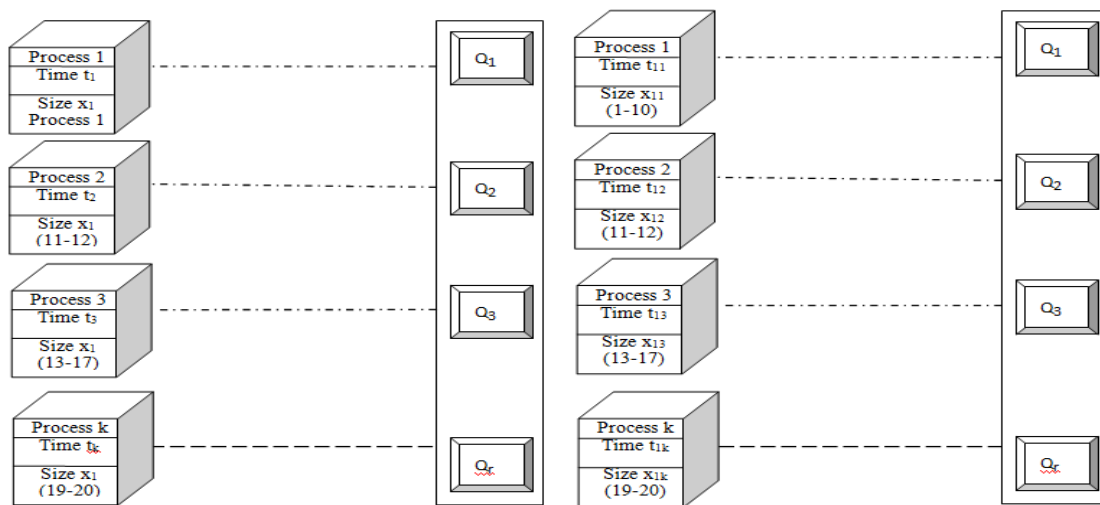 Process 1
Time t₁
Size x₁
Process 1
Q₁
Process 2
Time t₂
Size x₁
(11-12)
Q₂
Process 3
Time t₃
Size x₁
(13-17)
Q₃
Process k
Time tₖ
Size x₁
(19-20)
Qᵣ
Process 1
Time t₁₁
Size x₁₁
(1-10)
Q₁
Process 2
Time t₁₂
Size x₁₂
(11-12)
Q₂
Process 3
Time t₁₃
Size x₁₃
(13-17)
Q₃
Process k
Time t₁ₖ
Size x₁ₖ
(19-20)
Qᵣ